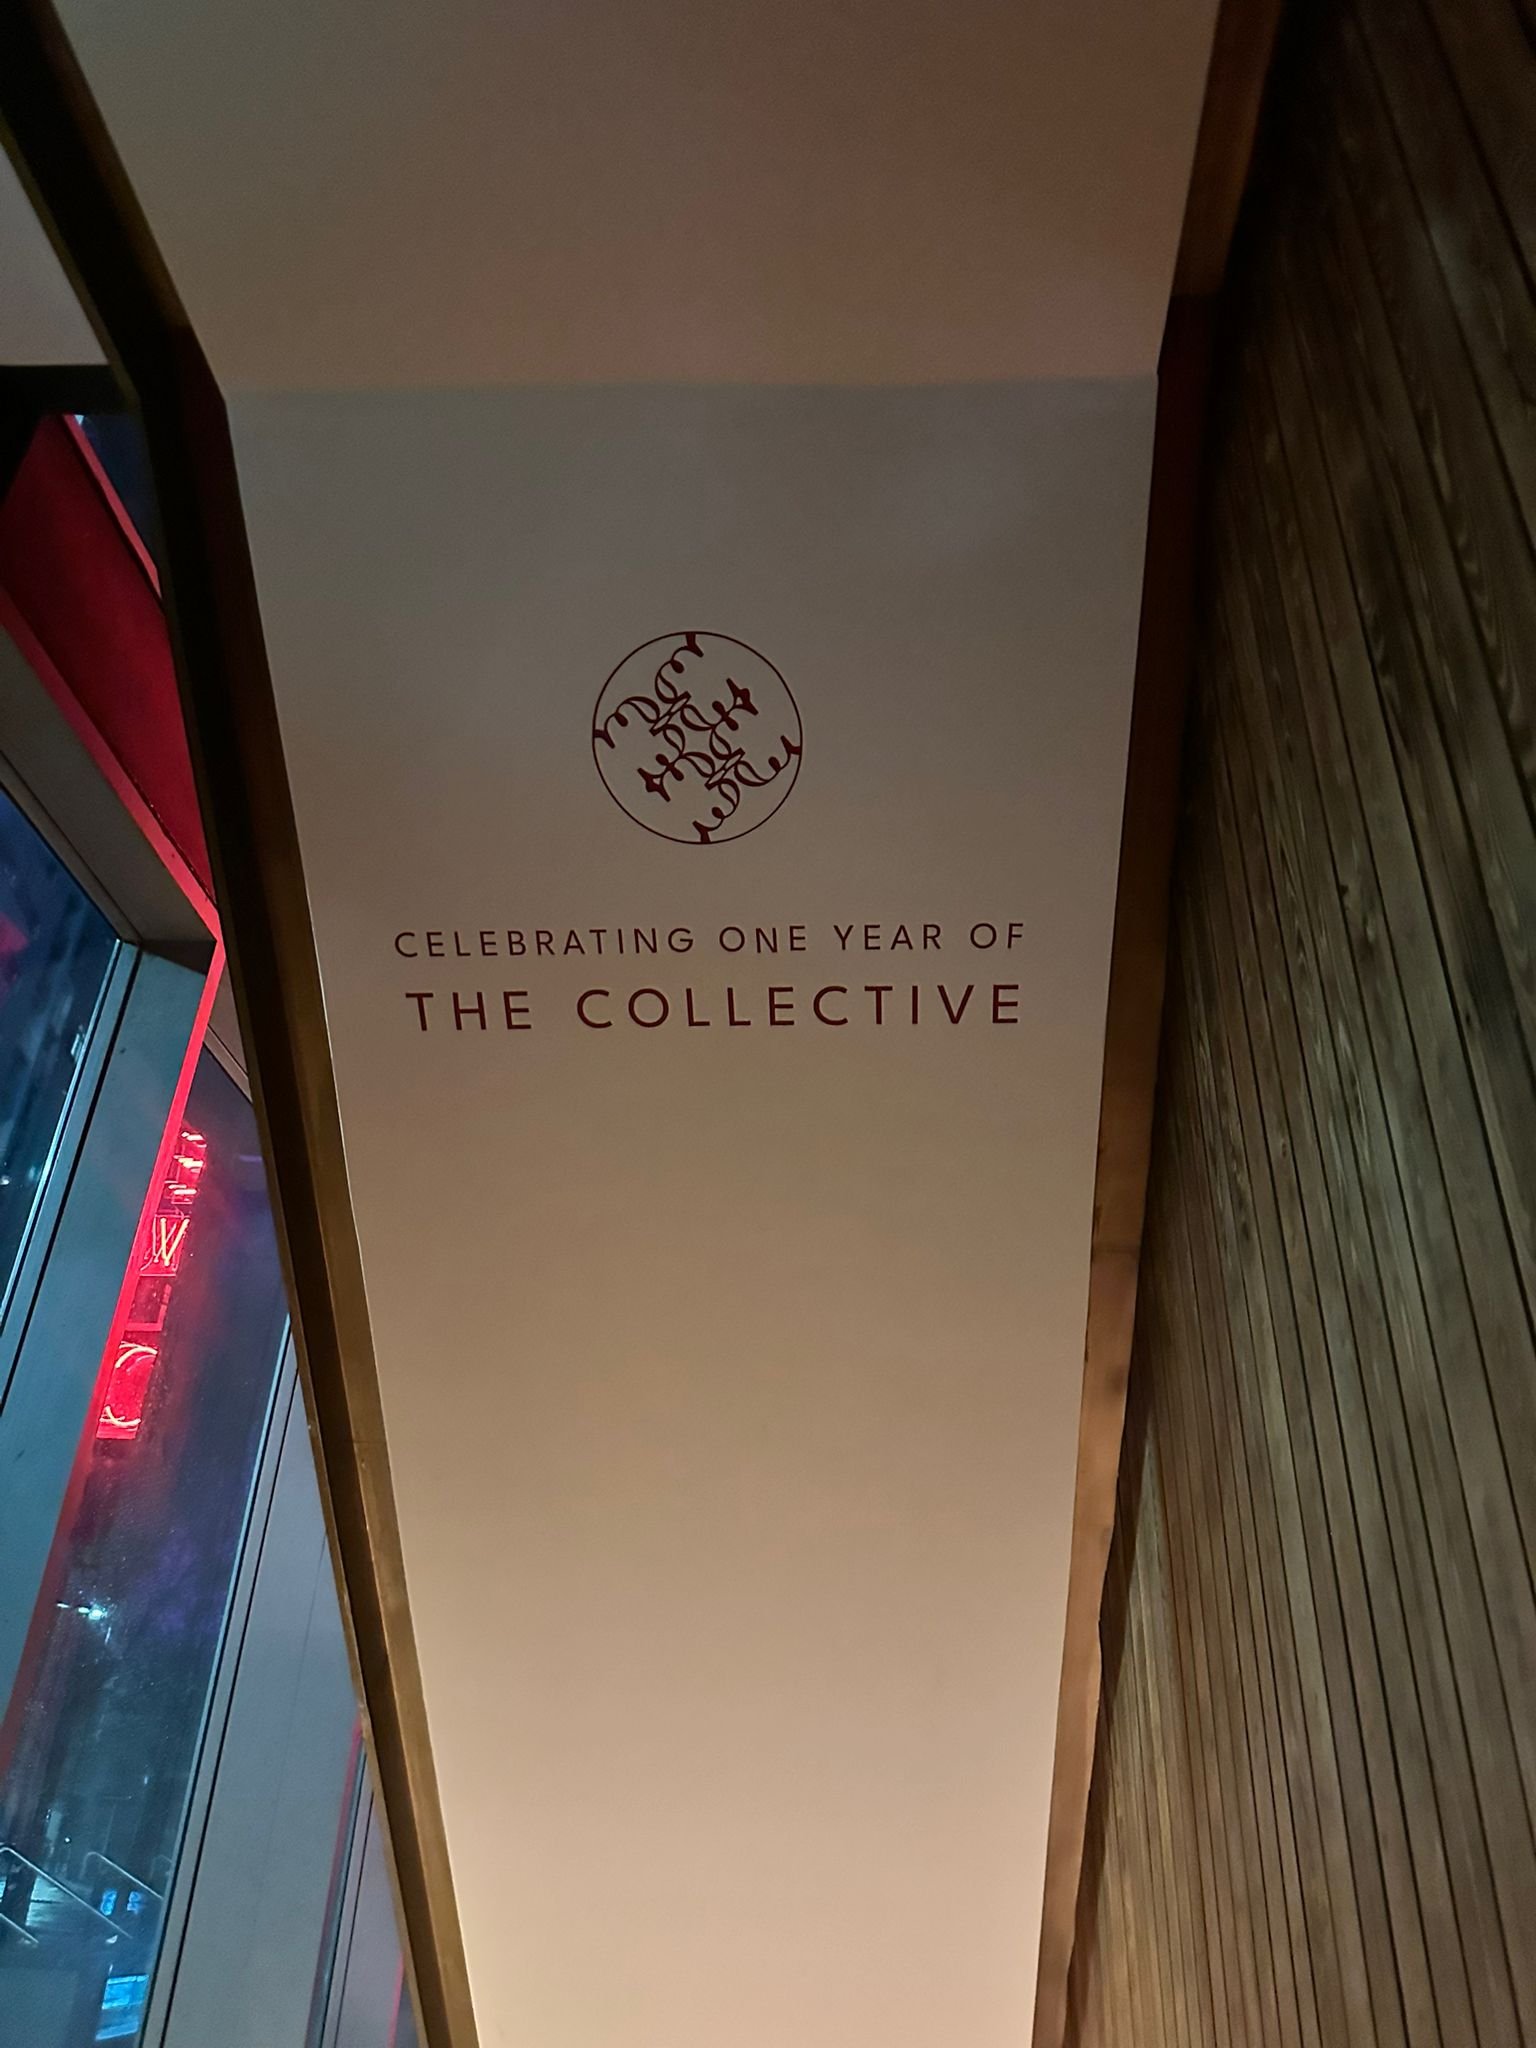 CELEBRATING ONE YEAR OF
THE COLLECTIVE